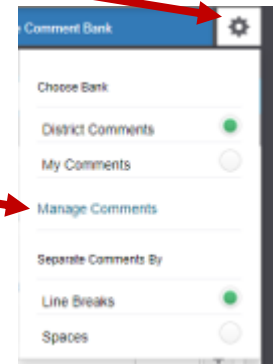 Comment Bank
Choose Bank
District Comments
My Comments
Manage Comments
Separate Comments By
Line Breaks
Spaces